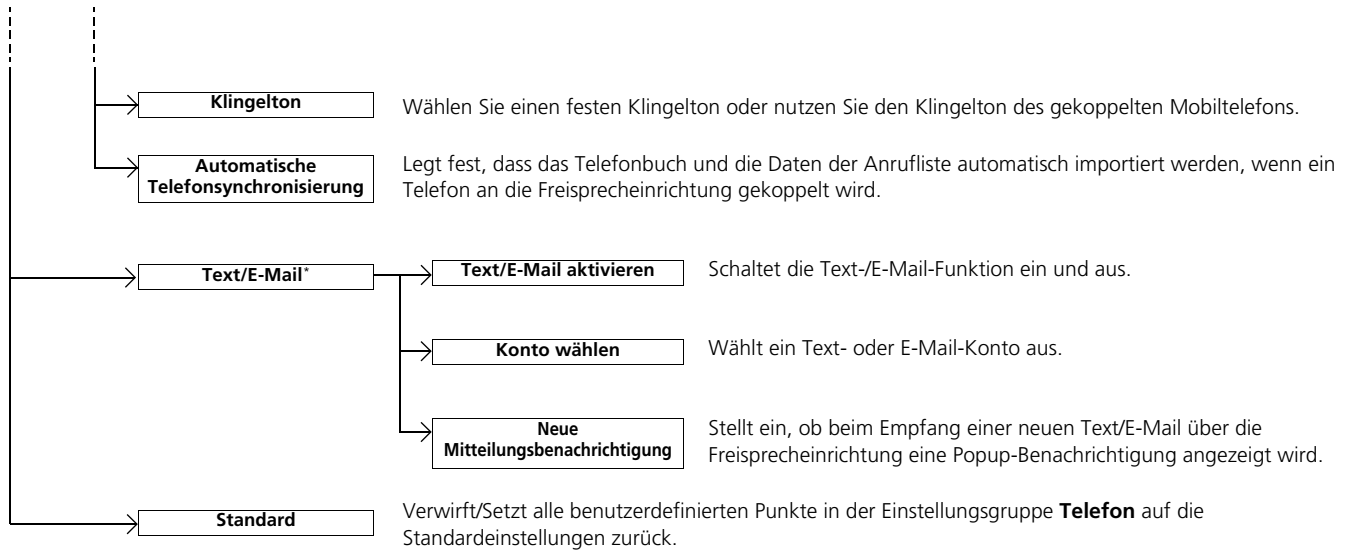 Klingelton
Wählen Sie einen festen Klingelton oder nutzen Sie den Klingelton des gekoppelten Mobiltelefons.
Automatische
Telefonsynchronisierung
Legt fest, dass das Telefonbuch und die Daten der Anrufliste automatisch importiert werden, wenn ein
Telefon an die Freisprecheinrichtung gekoppelt wird.
Text/E-Mail*
Text/E-Mail aktivieren
Schaltet die Text-/E-Mail-Funktion ein und aus.
Konto wählen
Wählt ein Text- oder E-Mail-Konto aus.
Neue
Mitteilungsbenachrichtigung
Stellt ein, ob beim Empfang einer neuen Text/E-Mail über die
Freisprecheinrichtung eine Popup-Benachrichtigung angezeigt wird.
Standard
Verwirft/Setzt alle benutzerdefinierten Punkte in der Einstellungsgruppe Telefon auf die
Standardeinstellungen zurück.